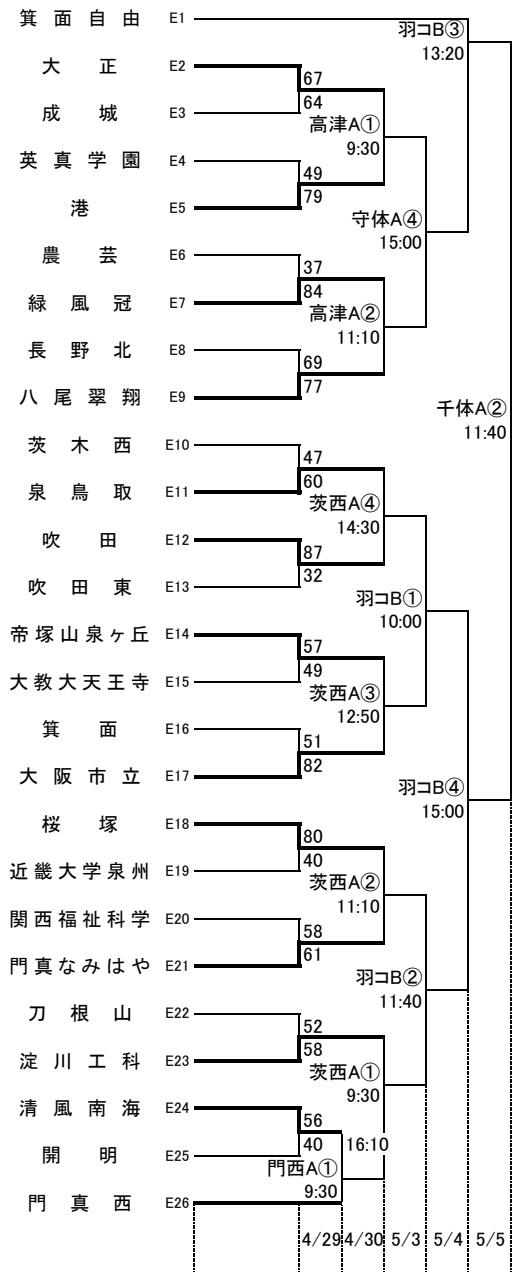 箕面自由 E1
羽コB③
13:20
大正 E2
67
成城 E3
64
高津A①
9:30
英真学園 E4
49
港 E5
79
守体A④
15:00
農芸 E6
37
緑風冠 E7
84
高津A②
11:10
長野北 E8
69
八尾翠翔 E9
77
千体A②
11:40
茨木西 E10
47
泉鳥取 E11
60
茨西A④
14:30
吹田 E12
87
吹田東 E13
32
羽コB①
10:00
帝塚山泉ヶ丘 E14
57
大教大天王寺 E15
49
茨西A③
12:50
箕面 E16
51
大阪市立 E17
82
羽コB④
15:00
桜塚 E18
80
近畿大学泉州 E19
40
茨西A②
11:10
関西福祉科学 E20
58
門真なみはや E21
61
羽コB②
11:40
刀根山 E22
52
淀川工科 E23
58
茨西A①
9:30
清風南海 E24
56
開明 E25
40
16:10
門西A①
9:30
門真西 E26
4/29 4/30 5/3 5/4 5/5